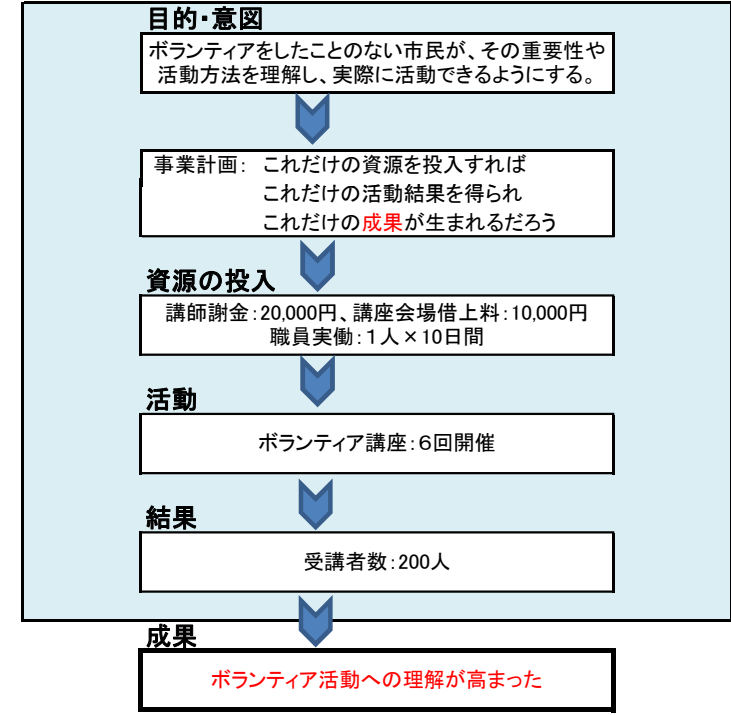 目的・意図
ボランティアをしたことのない市民が、その重要性や
活動方法を理解し、実際に活動できるようにする。
事業計画： これだけの資源を投入すれば
これだけの活動結果を得られ
これだけの成果が生まれるだろう
資源の投入
講師謝金：20,000円、講座会場借上料：10,000円
職員実働：１人×10日間
活動
ボランティア講座：６回開催
結果
受講者数：200人
成果
ボランティア活動への理解が高まった